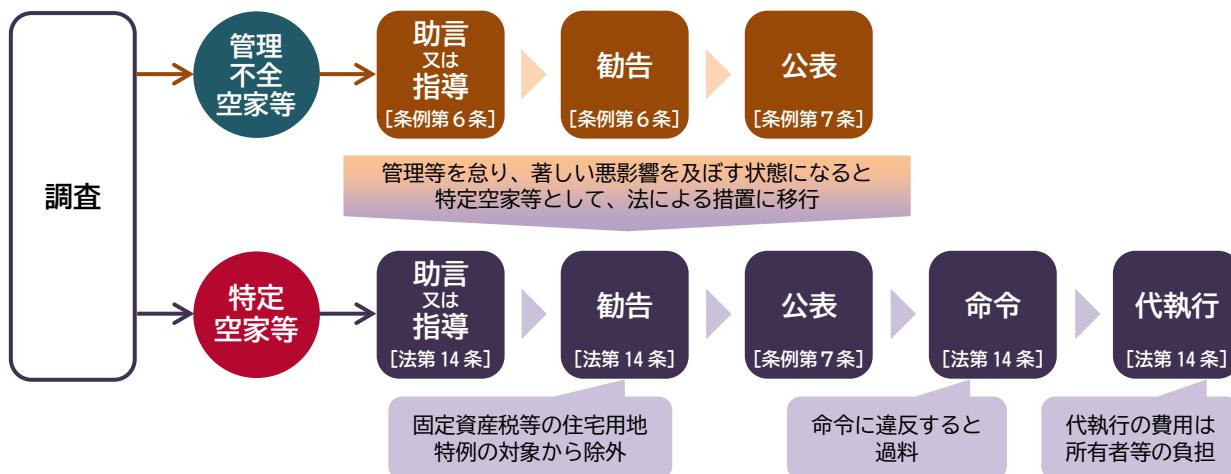 調査
管理
不全
空家等
助言
又は
指導
[条例第６条]
勧告
[条例第６条]
公表
[条例第７条]
管理等を怠り、著しい悪影響を及ぼす状態になると
特定空家等として、法による措置に移行
特定
空家等
助言
又は
指導
[法第 14 条]
勧告
[法第 14 条]
公表
[条例第７条]
命令
[法第 14 条]
代執行
[法第 14 条]
固定資産税等の住宅用地
特例の対象から除外
命令に違反すると
過料
代執行の費用は
所有者等の負担